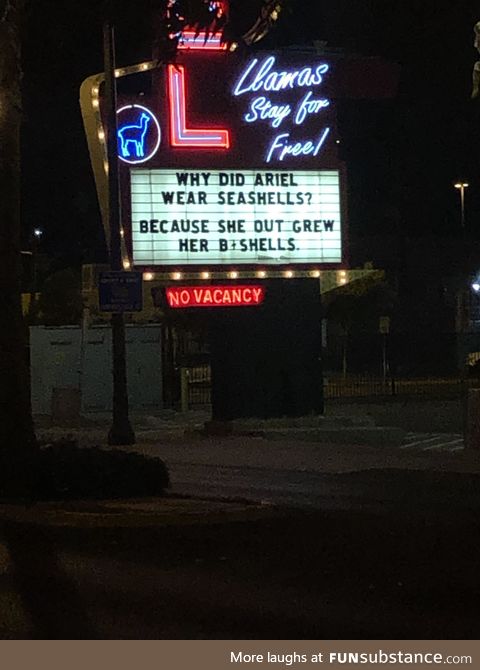 L
Llamas
Stay for
Free!
WHY DID ARIEL
WEAR SEASHELLS?
BECAUSE SHE OUT GREW
HER B+SHELLS.
NO VACANCY
More laughs at FUNsubstance.com